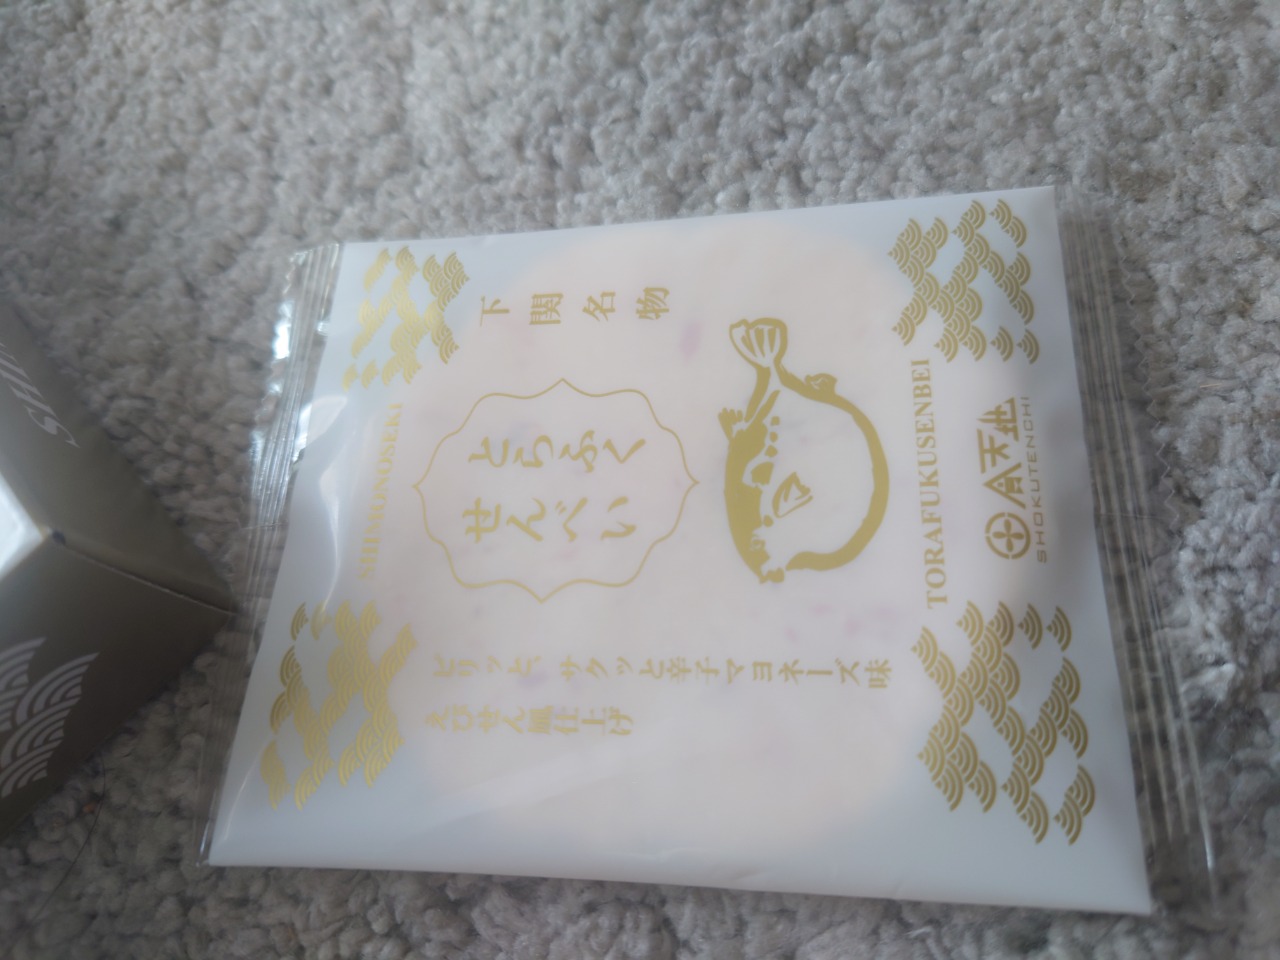 SHIMONOSEKI
下関名物
とらふく
せんべい
ピリッと、サクッと辛子マヨネーズ味
えびせん風仕上げ
TORAFUKUSENBEI
食天地
SHOKUTENCHI